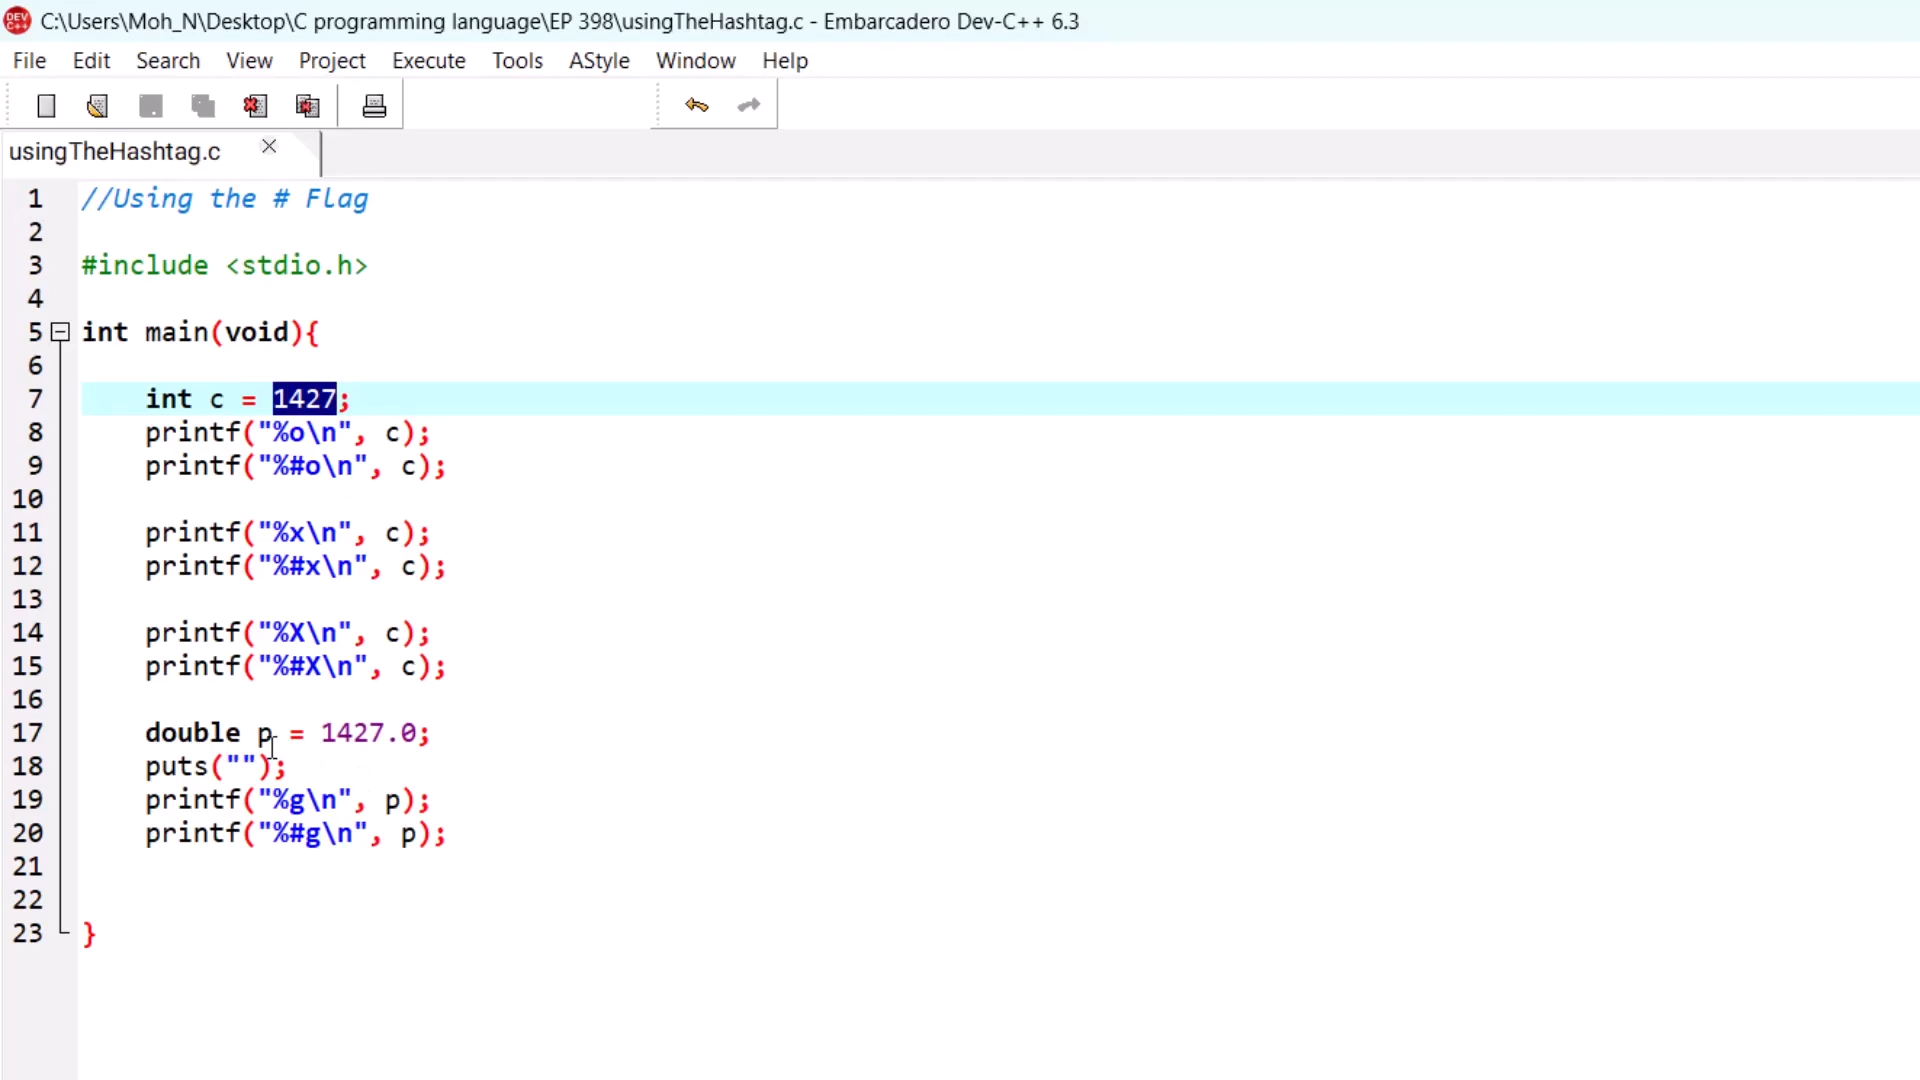 DEV C++ C:\Users\Moh_N\Desktop\C programming language\EP 398\usingTheHashtag.c - Embarcadero Dev-C++ 6.3
File Edit Search View Project Execute Tools AStyle Window Help
usingTheHashtag.c
1 //Using the # Flag
2
3 #include <stdio.h>
4
5 int main(void){
6
7 int c = 1427;
8 printf("%o\n", c);
9 printf("%#o\n", c);
10
11 printf("%x\n", c);
12 printf("%#x\n", c);
13
14 printf("%X\n", c);
15 printf("%#X\n", c);
16
17 double p = 1427.0;
18 puts("");
19 printf("%g\n", p);
20 printf("%#g\n", p);
21
22
23 }